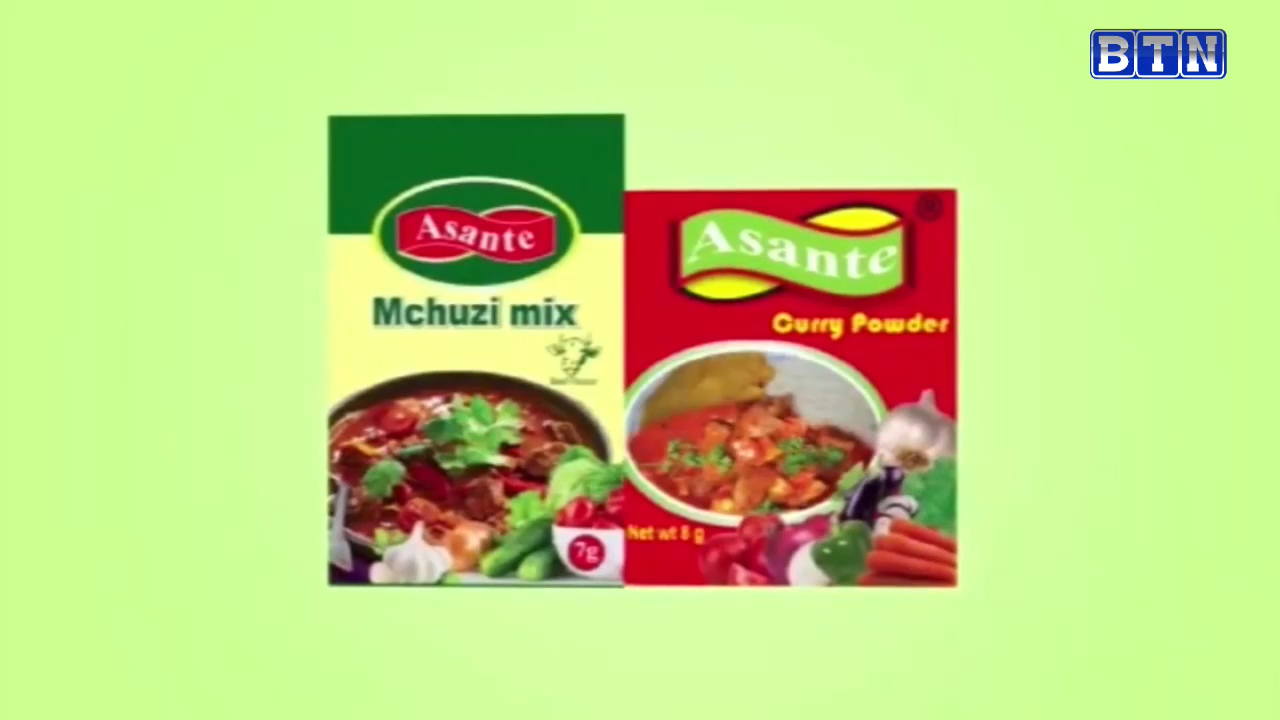 BTN
Asante
Mchuzi mix
7g
Asante
Curry Powder
Net wt 8 g